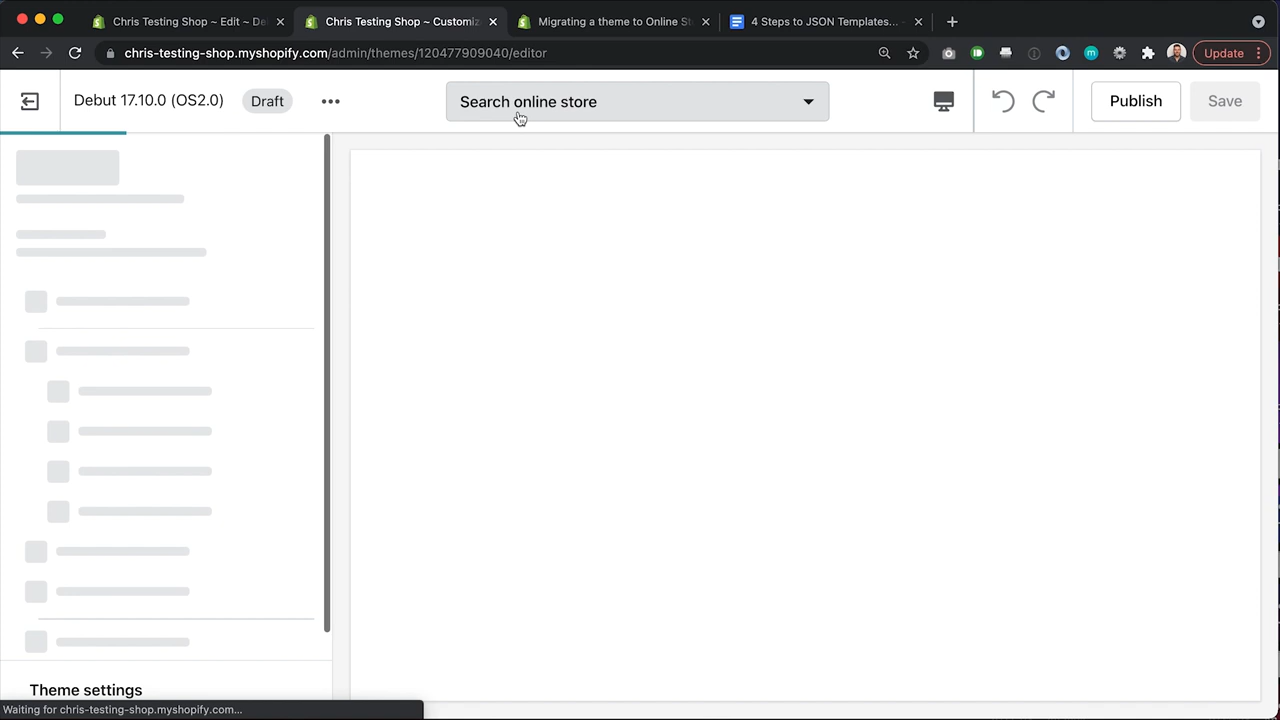 Chris Testing Shop ~ Edit ~ De
Chris Testing Shop ~ Customiz
Migrating a theme to Online St
4 Steps to JSON Templates...
chris-testing-shop.myshopify.com/admin/themes/120477909040/editor
Update
Debut 17.10.0 (OS2.0)
Draft
Search online store
Publish
Save
Theme settings
Waiting for chris-testing-shop.myshopify.com...